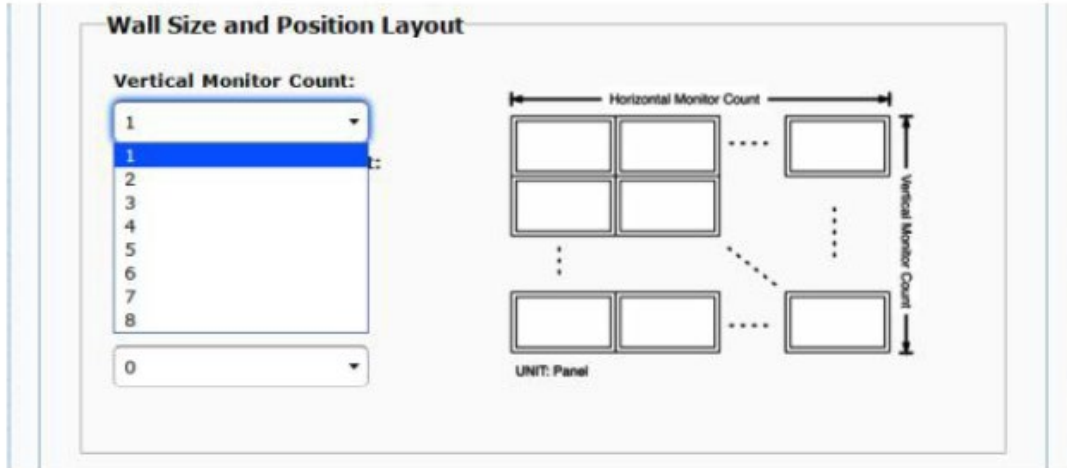 Wall Size and Position Layout
Vertical Monitor Count:
1
1
t:
2
3
4
5
6
7
8
0
Horizontal Monitor Count
Vertical Monitor Count
UNIT: Panel